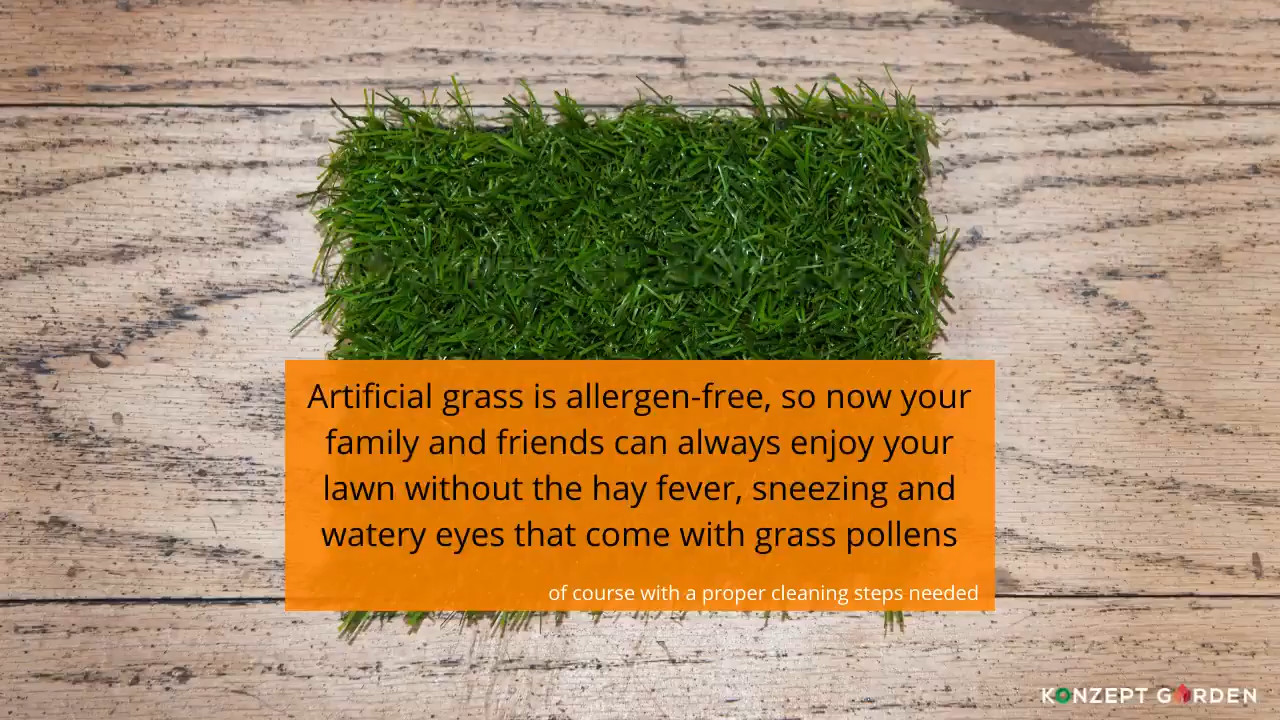 Artificial grass is allergen-free, so now your
family and friends can always enjoy your
lawn without the hay fever, sneezing and
watery eyes that come with grass pollens
of course with a proper cleaning steps needed
KONZEPT GARDEN